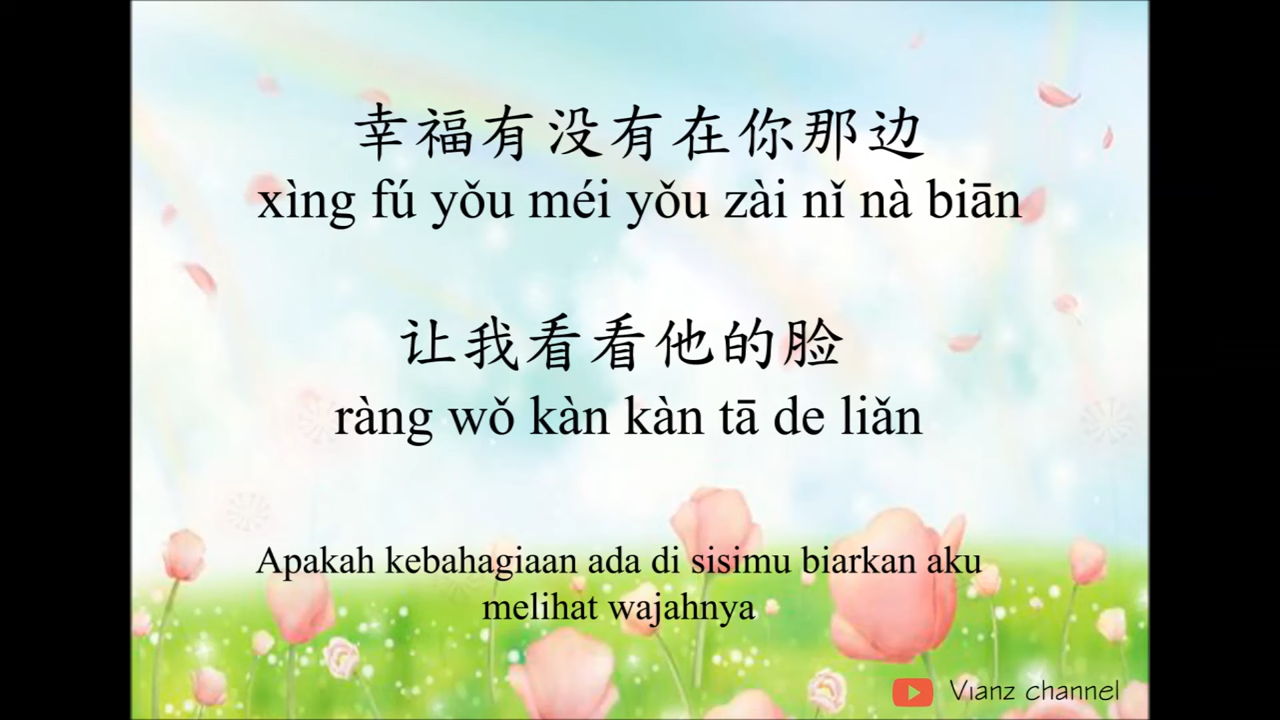 幸福有没有在你那边
xìng fú yǒu méi yǒu zài nǐ nà biān
让我看看他的脸
ràng wǒ kàn kàn tā de liǎn
Apakah kebahagiaan ada di sisimu biarkan aku
melihat wajahnya
Vianz channel